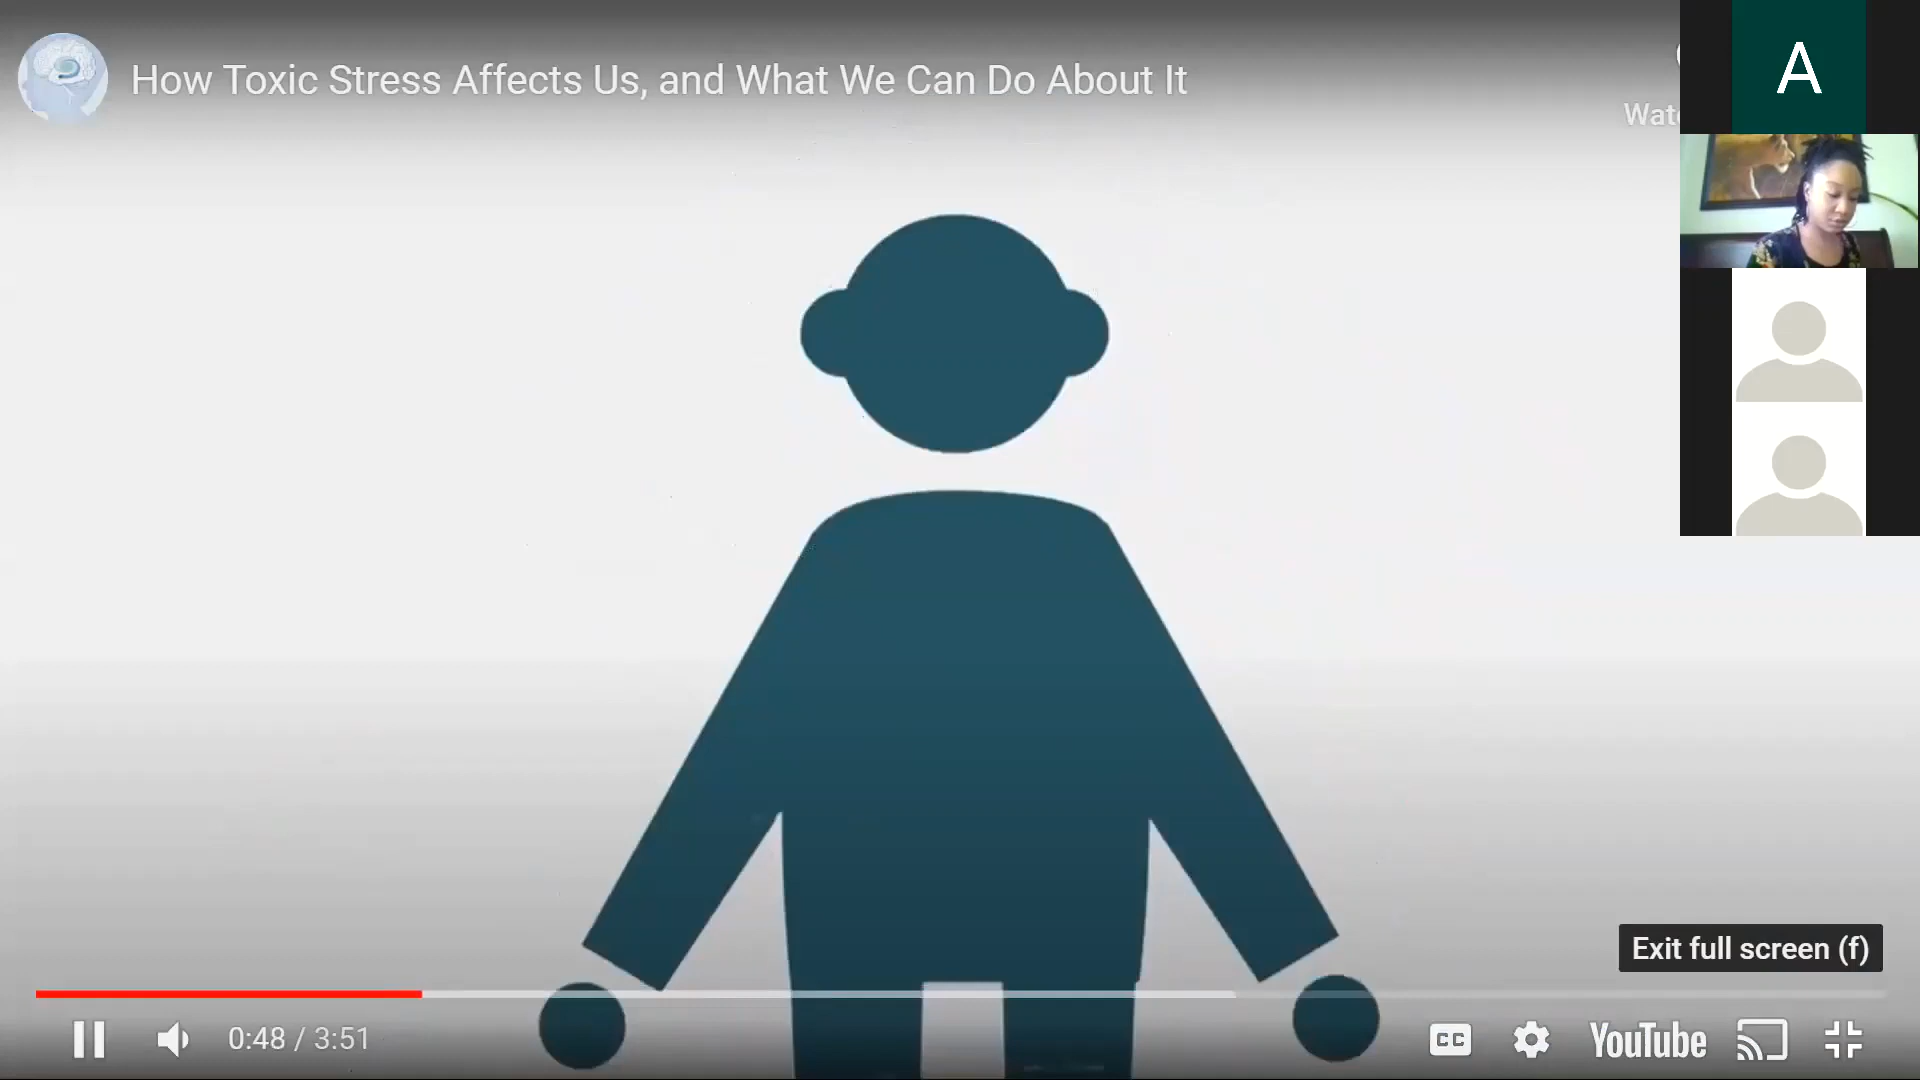 How Toxic Stress Affects Us, and What We Can Do About It
A
Exit full screen (f)
0:48 / 3:51
CC
YouTube